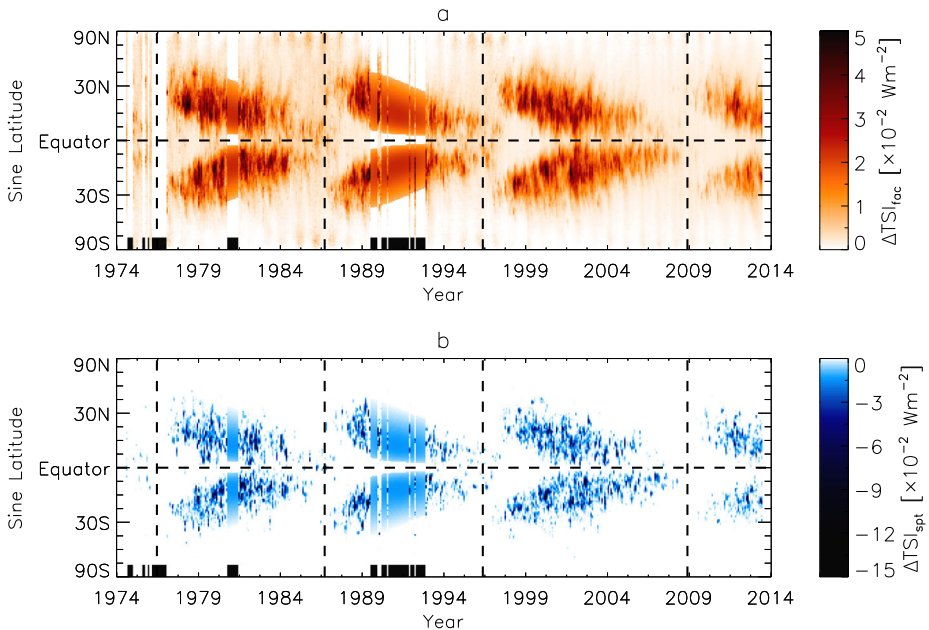 a
90N
30N
Equator
30S
90S
Sine Latitude
1974 1979 1984 1989 1994 1999 2004 2009 2014
Year
5
4
3
2
1
0
ΔTSI_fac [×10⁻² Wm⁻²]
b
90N
30N
Equator
30S
90S
Sine Latitude
1974 1979 1984 1989 1994 1999 2004 2009 2014
Year
0
−3
−6
−9
−12
−15
ΔTSI_spt [×10⁻² Wm⁻²]